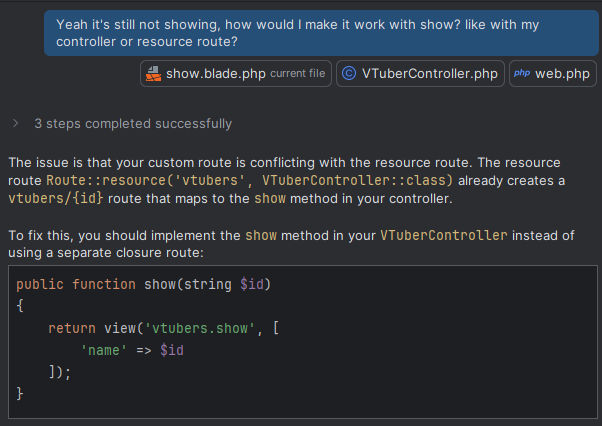 Yeah it's still not showing, how would I make it work with show? like with my
controller or resource route?
show.blade.php current file VTuberController.php php web.php
3 steps completed successfully
The issue is that your custom route is conflicting with the resource route. The resource
route Route::resource('vtubers', VTuberController::class) already creates a
vtubers/{id} route that maps to the show method in your controller.
To fix this, you should implement the show method in your VTuberController instead of
using a separate closure route:
public function show(string $id)
{
    return view('vtubers.show', [
        'name' => $id
    ]);
}